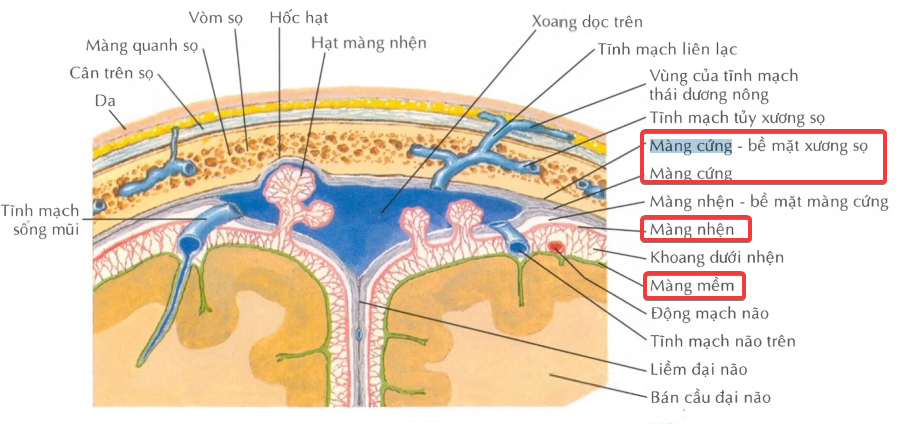 Vòm sọ
Hốc hạt
Xoang dọc trên
Màng quanh sọ
Hạt màng nhện
Tĩnh mạch liên lạc
Cân trên sọ
Vùng của tĩnh mạch
thái dương nông
Da
Tĩnh mạch tủy xương sọ
Màng cứng - bề mặt xương sọ
Màng cứng
Màng nhện - bề mặt màng cứng
Tĩnh mạch
sống mũi
Màng nhện
Khoang dưới nhện
Màng mềm
Động mạch não
Tĩnh mạch não trên
Liềm đại não
Bán cầu đại não